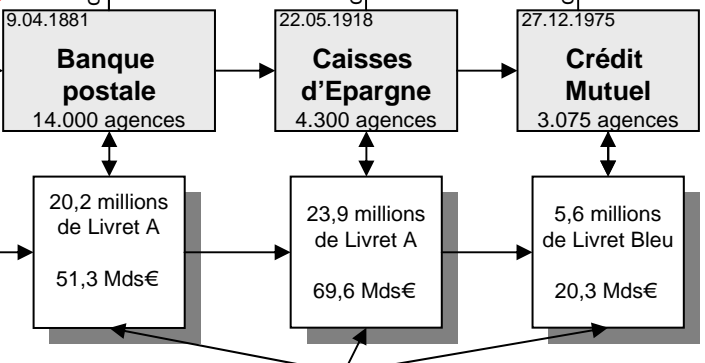 9.04.1881
Banque
postale
14.000 agences
22.05.1918
Caisses
d’Epargne
4.300 agences
27.12.1975
Crédit
Mutuel
3.075 agences
20,2 millions
de Livret A
51,3 Mds€
23,9 millions
de Livret A
69,6 Mds€
5,6 millions
de Livret Bleu
20,3 Mds€